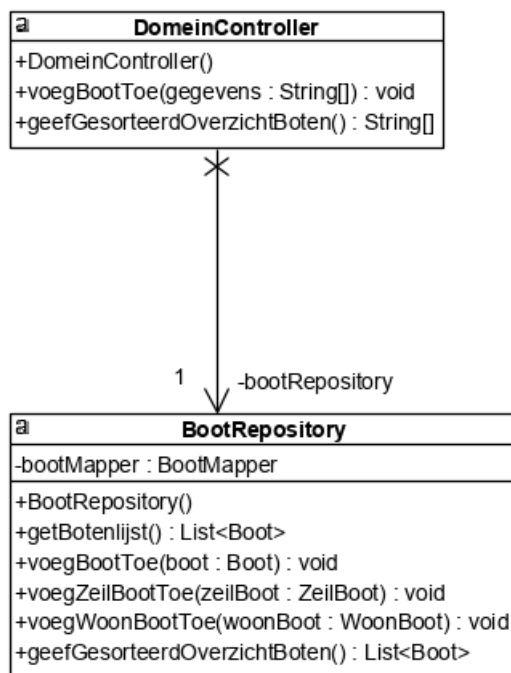 a DomeinController
+DomeinController()
+voegBootToe(gegevens : String[]) : void
+geefGesorteerdOverzichtBoten() : String[]
1 -bootRepository
a BootRepository
-bootMapper : BootMapper
+BootRepository()
+getBotenlijst() : List<Boot>
+voegBootToe(boot : Boot) : void
+voegZeilBootToe(zeilBoot : ZeilBoot) : void
+voegWoonBootToe(woonBoot : WoonBoot) : void
+geefGesorteerdOverzichtBoten() : List<Boot>